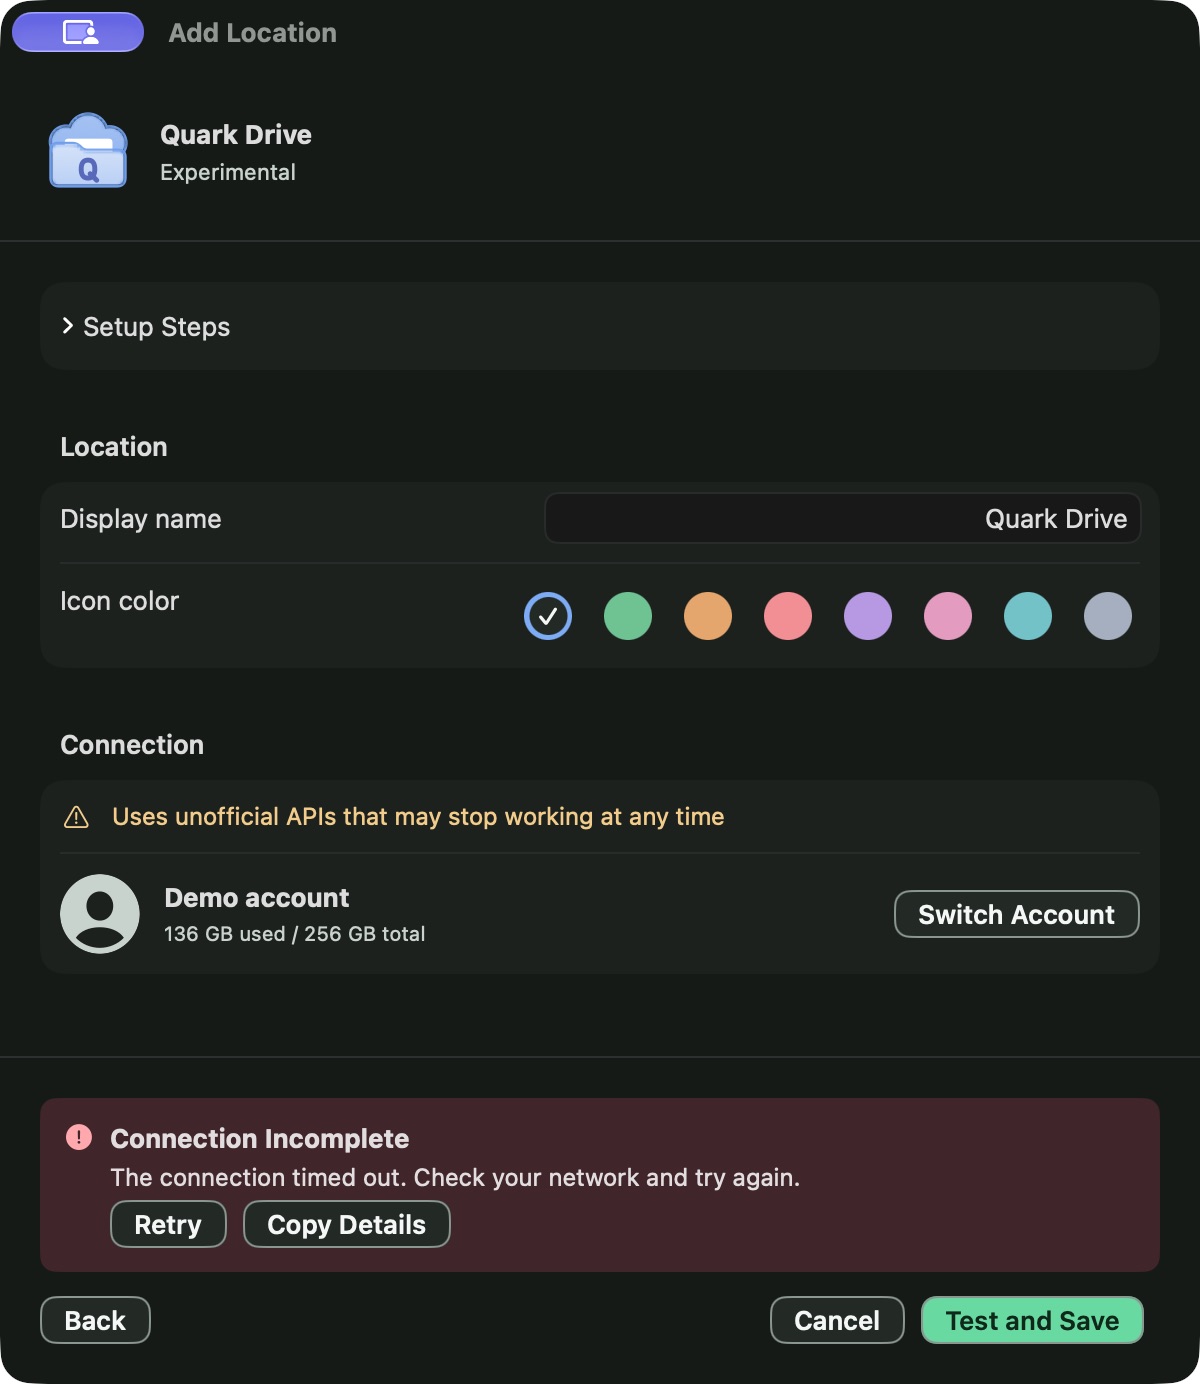 Add Location
Quark Drive
Experimental
Q
Setup Steps
Location
Display name
Quark Drive
Icon color
Connection
Uses unofficial APIs that may stop working at any time
Demo account
136 GB used / 256 GB total
Switch Account
Connection Incomplete
The connection timed out. Check your network and try again.
Retry
Copy Details
Back
Cancel
Test and Save